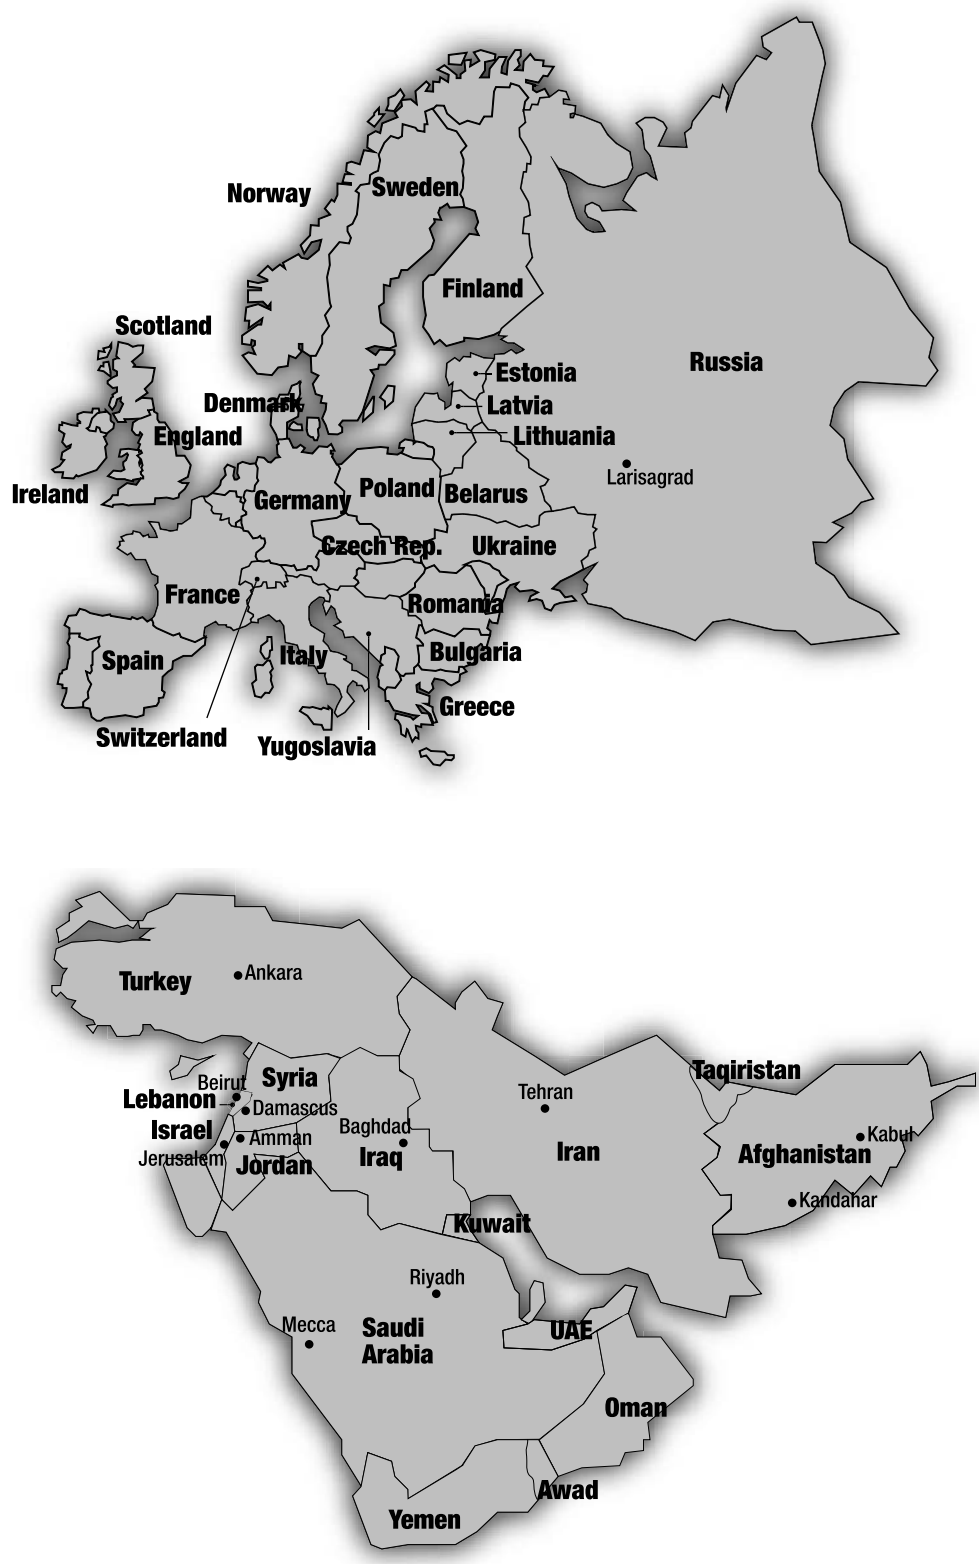 Norway
Sweden
Finland
Scotland
Russia
Estonia
Denmark
Latvia
England
Lithuania
Larisagrad
Ireland
Germany
Poland
Belarus
Czech Rep.
Ukraine
France
Romania
Italy
Bulgaria
Spain
Greece
Switzerland
Yugoslavia
Turkey
Ankara
Taqiristan
Syria
Beirut
Lebanon
Damascus
Tehran
Israel
Amman
Baghdad
Kabul
Jerusalem
Jordan
Iraq
Iran
Afghanistan
Kandahar
Kuwait
Riyadh
Mecca
Saudi
Arabia
UAE
Oman
Awad
Yemen